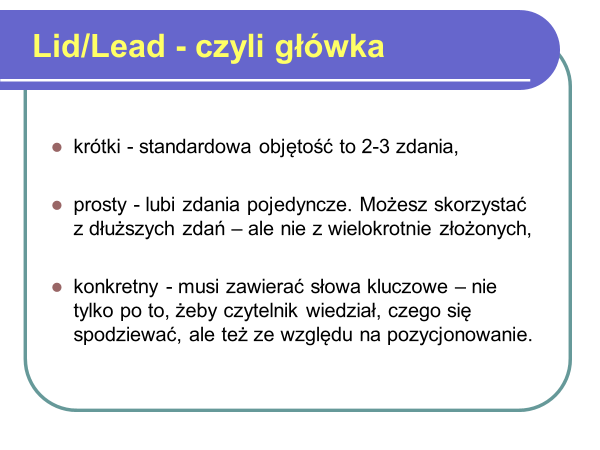 Lid/Lead - czyli główka
krótki - standardowa objętość to 2-3 zdania,
prosty - lubi zdania pojedyncze. Możesz skorzystać
z dłuższych zdań – ale nie z wielokrotnie złożonych,
konkretny - musi zawierać słowa kluczowe – nie
tylko po to, żeby czytelnik wiedział, czego się
spodziewać, ale też ze względu na pozycjonowanie.